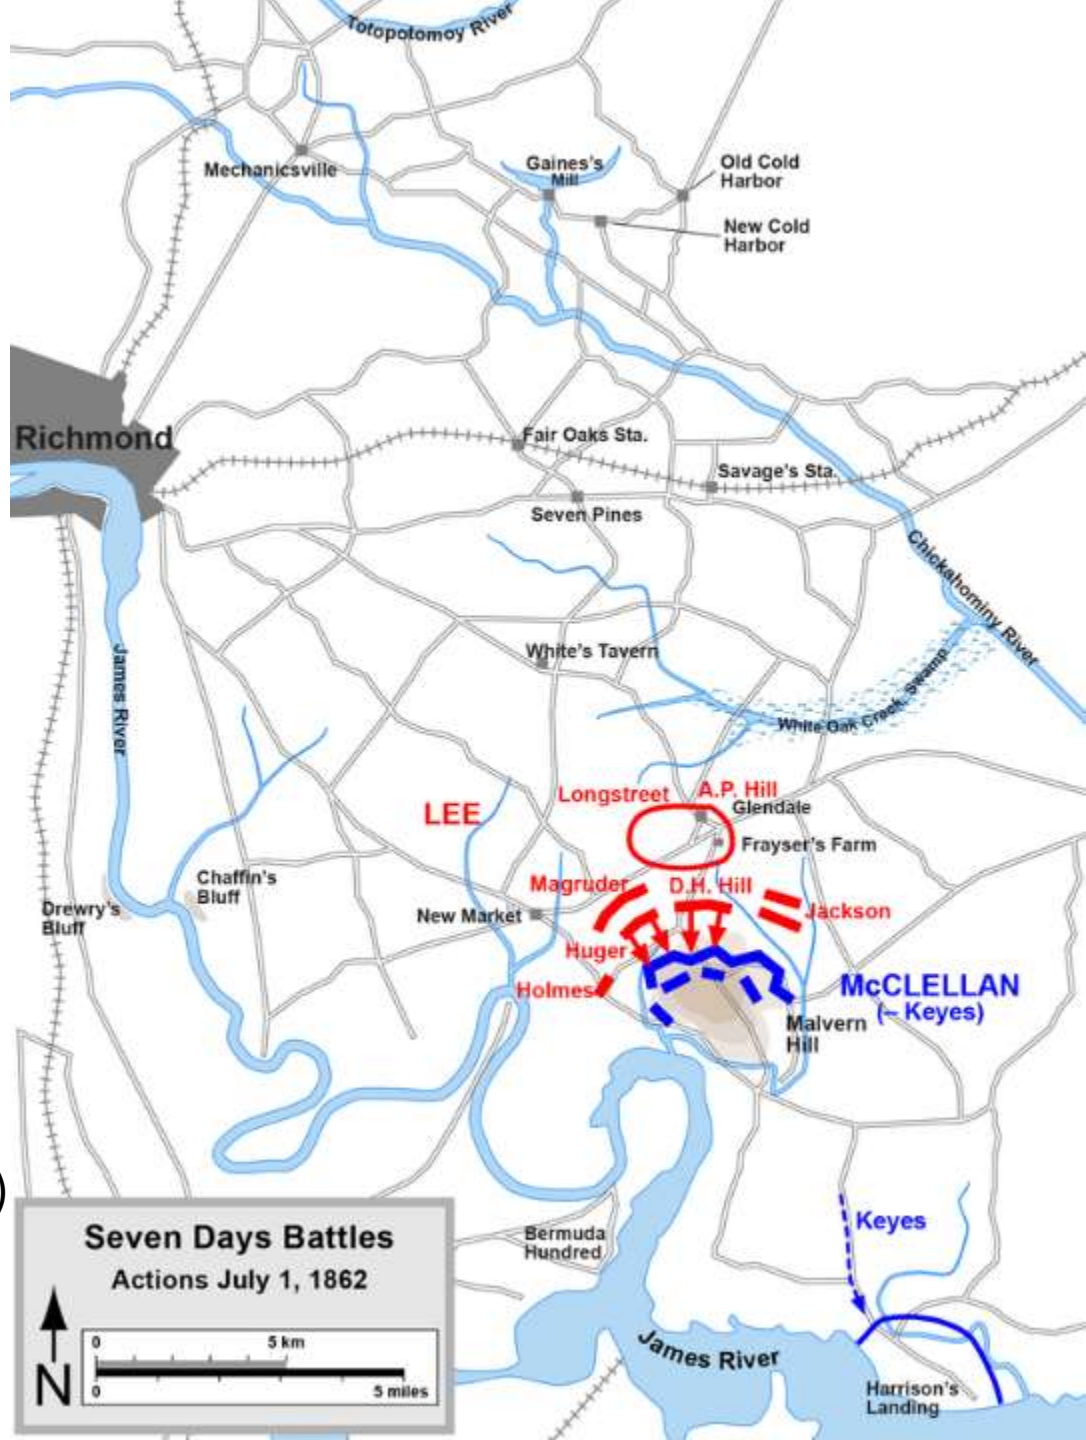 Totopotomoy River
Mechanicsville
Gaines's
Mill
Old Cold
Harbor
New Cold
Harbor
Richmond
Fair Oaks Sta.
Savage's Sta.
Seven Pines
Chickahominy River
James River
White's Tavern
White Oak Creek, Swamp
Longstreet
A.P. Hill
LEE
Glendale
Frayser's Farm
Chaffin's
Bluff
Drewry's
Bluff
Magruder
D.H. Hill
New Market
Jackson
Huger
Holmes
McCLELLAN
(– Keyes)
Malvern
Hill
)
Keyes
Bermuda
Hundred
James River
Harrison's
Landing
Seven Days Battles
Actions July 1, 1862
N
0
5 km
0
5 miles